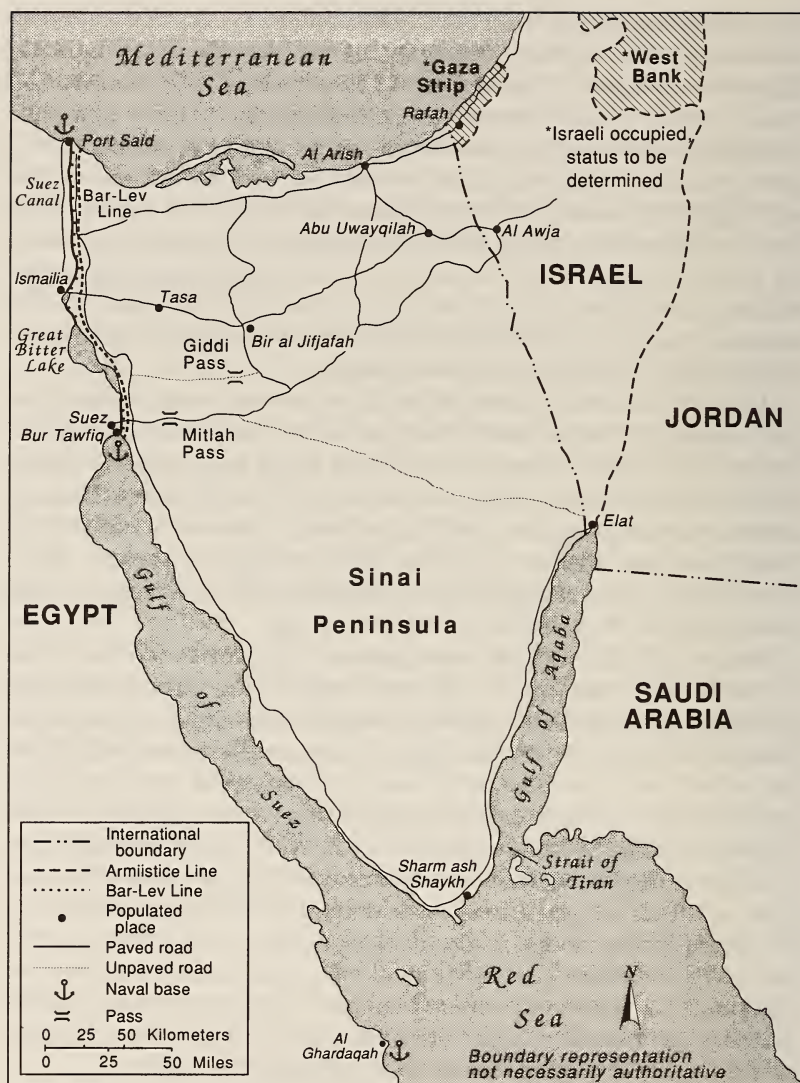 Mediterranean
Sea
*Gaza
Strip
*West
Bank
Rafah
Port Said
Al Arish
*Israeli occupied,
status to be
determined
Suez
Canal
Bar-Lev
Line
Abu Uwayqilah
Al Awja
ISRAEL
Ismailia
Tasa
Great
Bitter
Lake
Giddi
Pass
Bir al Jifjafah
JORDAN
Suez
Bur Tawfiq
Mitlah
Pass
Elat
Sinai
Peninsula
EGYPT
Gulf
of
Suez
Gulf of Aqaba
SAUDI
ARABIA
International
boundary
Armiistice Line
Bar-Lev Line
Populated
place
Paved road
Unpaved road
Naval base
Pass
0 25 50 Kilometers
0 25 50 Miles
Sharm ash
Shaykh
Strait of
Tiran
Red
Sea
N
Al
Ghardaqah
Boundary representation
not necessarily authoritative